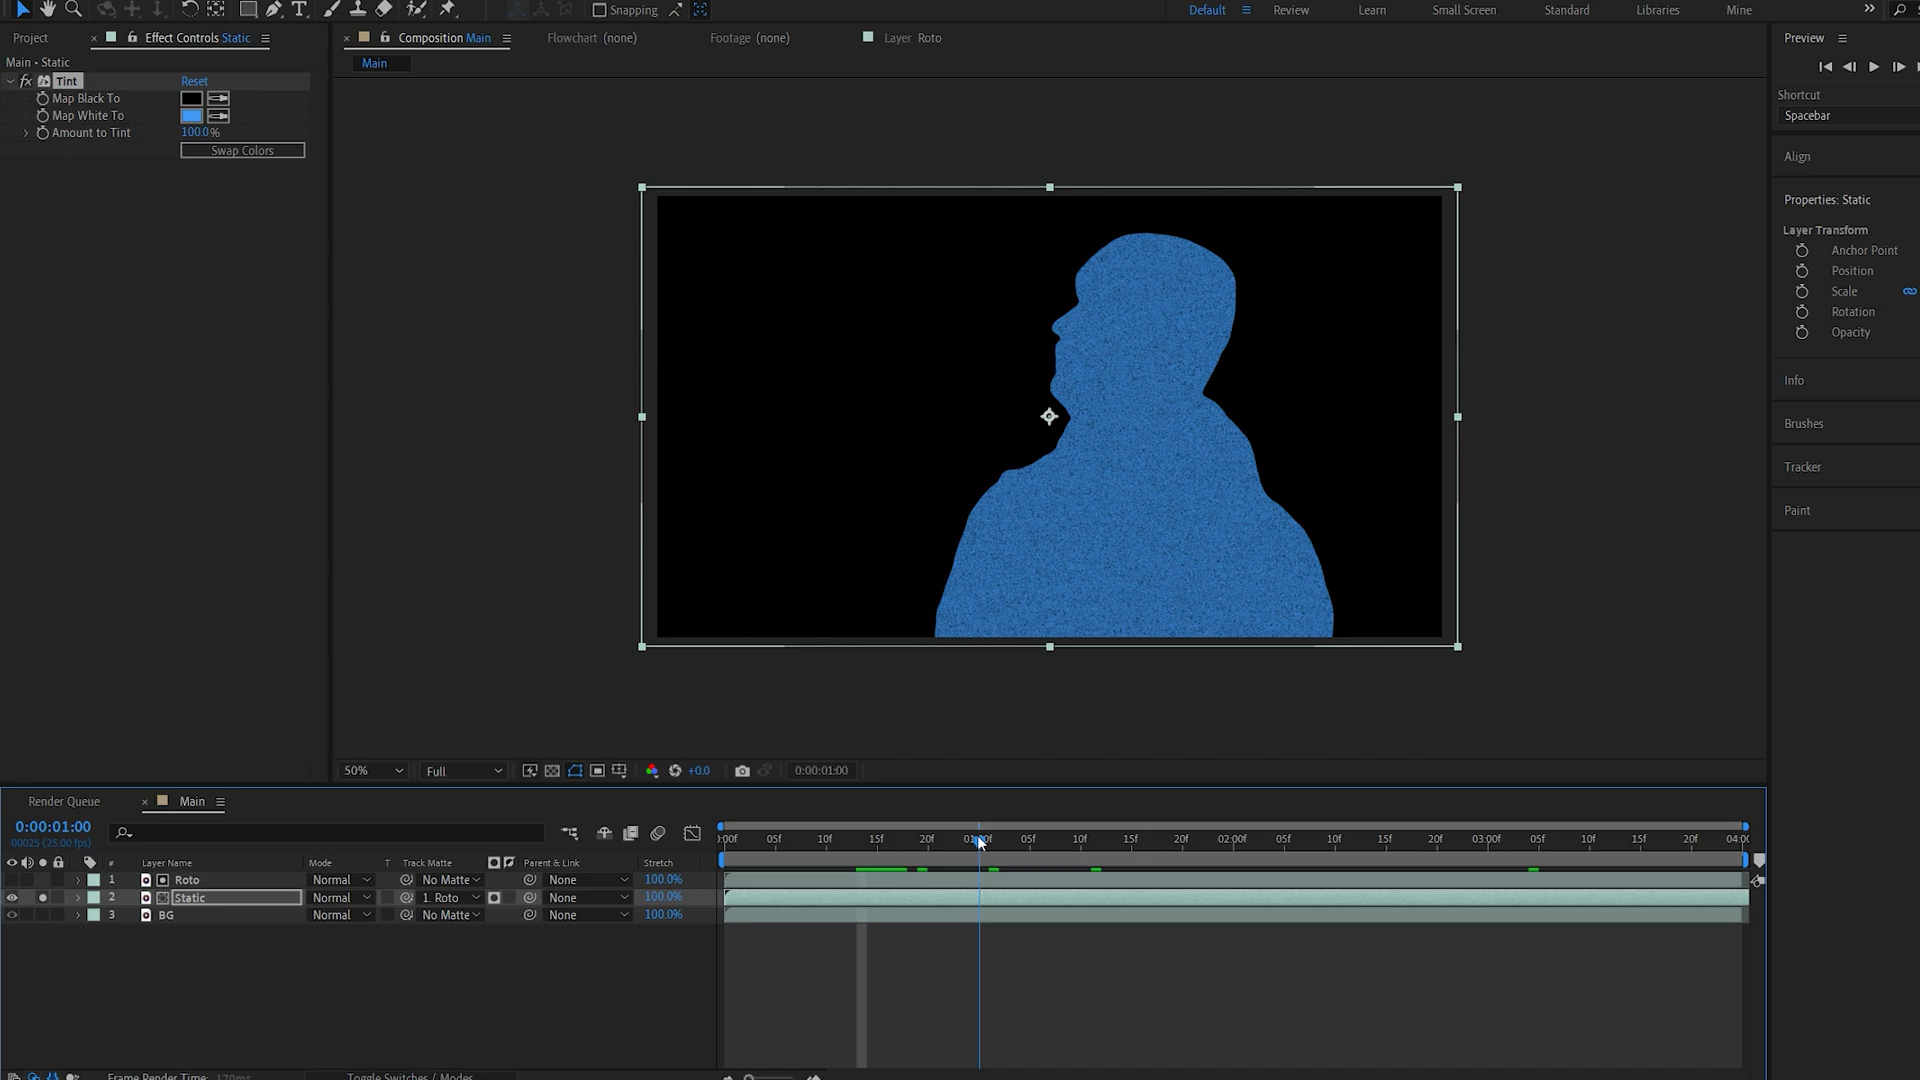 Snapping
Default
Review
Learn
Small Screen
Standard
Libraries
Mine
Project
Effect Controls Static
Composition Main
Flowchart (none)
Footage (none)
Layer Roto
Preview
Main • Static
Main
fx Tint Reset
Map Black To
Map White To
Amount to Tint 100.0%
Swap Colors
Shortcut
Spacebar
Align
Properties: Static
Layer Transform
Anchor Point
Position
Scale
Rotation
Opacity
Info
Brushes
Tracker
Paint
50% Full +0.0 0:00:01:00
Render Queue Main
0:00:01:00
00025 (25.00 fps)
:00f 05f 10f 15f 20f 01:00f 05f 10f 15f 20f 02:00f 05f 10f 15f 20f 03:00f 05f 10f 15f 20f 04:00
# Layer Name Mode T Track Matte Parent & Link Stretch
1 Roto Normal No Matte None 100.0%
2 Static Normal 1. Roto None 100.0%
3 BG Normal No Matte None 100.0%
Frame Render Time: 170ms Toggle Switches / Modes